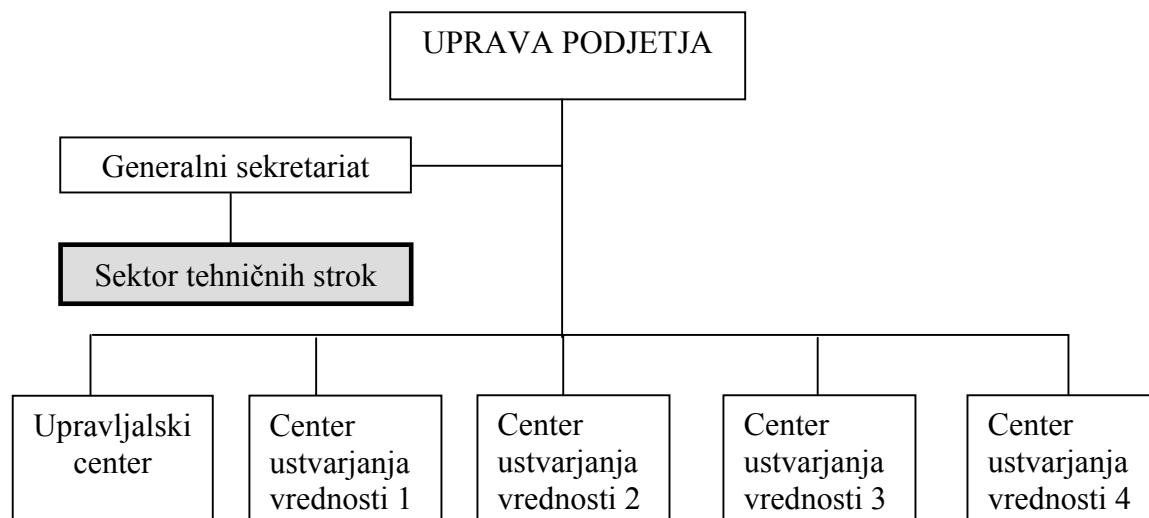 UPRAVA PODJETJA
Generalni sekretariat
Sektor tehničnih strok
Upravljalski
center
Center
ustvarjanja
vrednosti 1
Center
ustvarjanja
vrednosti 2
Center
ustvarjanja
vrednosti 3
Center
ustvarjanja
vrednosti 4